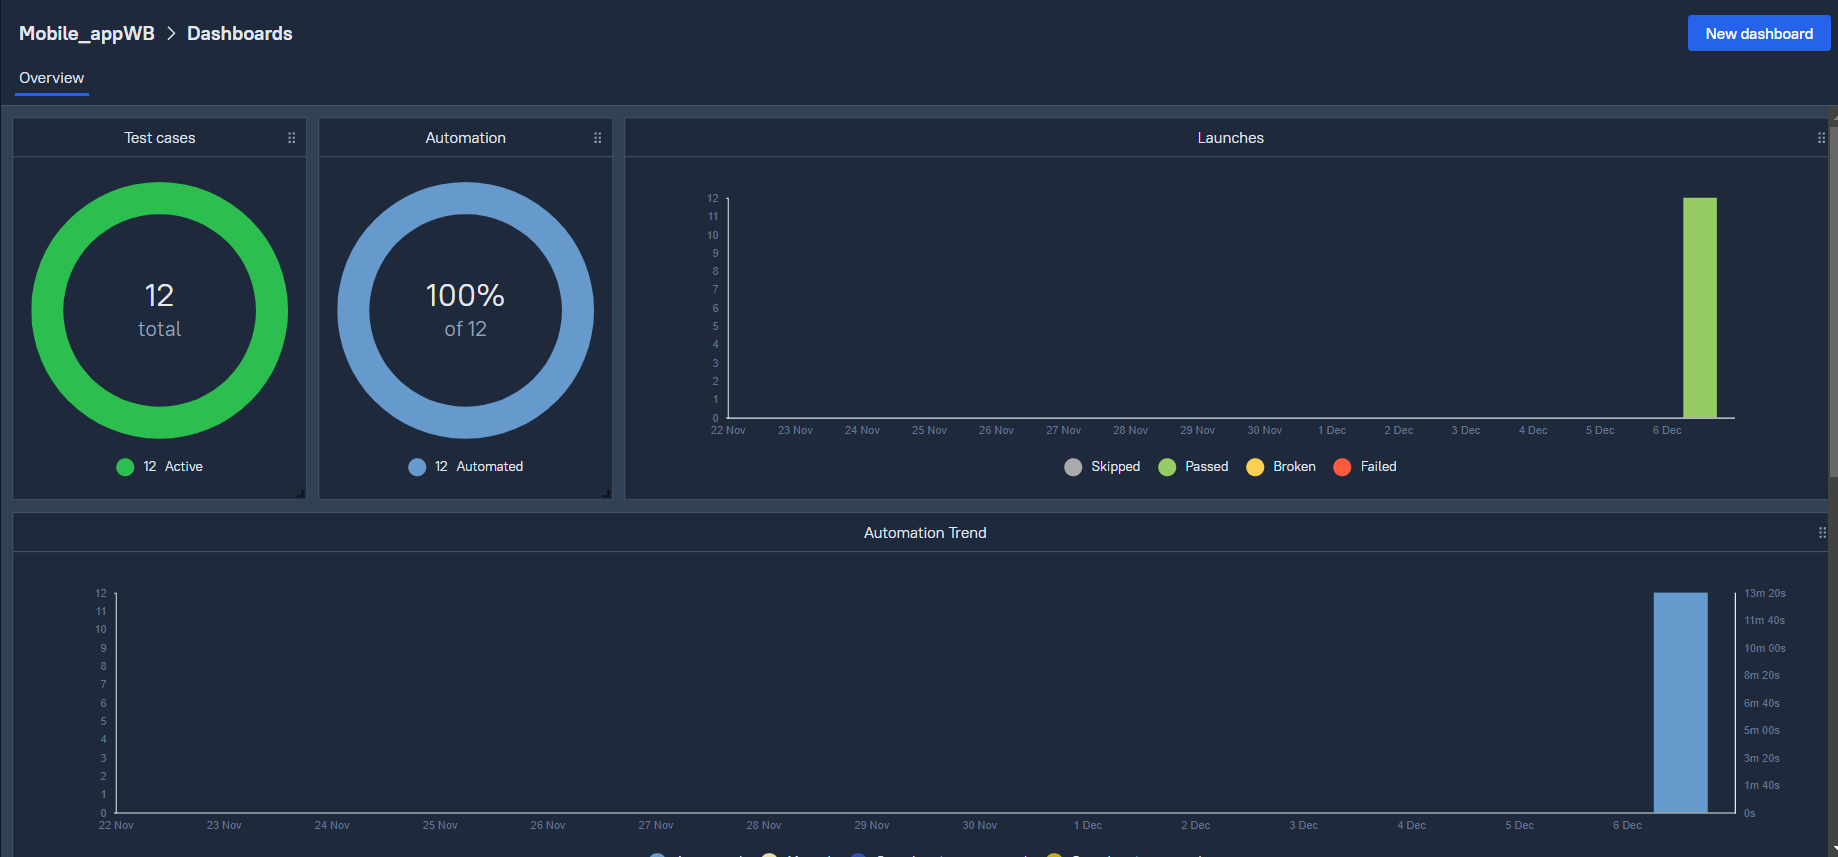 Mobile_appWB > Dashboards
New dashboard
Overview
Test cases
12
total
12 Active
Automation
100%
of 12
12 Automated
Launches
12
11
10
9
8
7
6
5
4
3
2
1
0
22 Nov 23 Nov 24 Nov 25 Nov 26 Nov 27 Nov 28 Nov 29 Nov 30 Nov 1 Dec 2 Dec 3 Dec 4 Dec 5 Dec 6 Dec
Skipped Passed Broken Failed
Automation Trend
12
11
10
9
8
7
6
5
4
3
2
1
0
13m 20s
11m 40s
10m 00s
8m 20s
6m 40s
5m 00s
3m 20s
1m 40s
0s
22 Nov 23 Nov 24 Nov 25 Nov 26 Nov 27 Nov 28 Nov 29 Nov 30 Nov 1 Dec 2 Dec 3 Dec 4 Dec 5 Dec 6 Dec